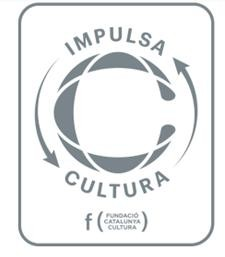 IMPULSA
C
CULTURA
f (FUNDACIÓ
CATALUNYA
CULTURA)